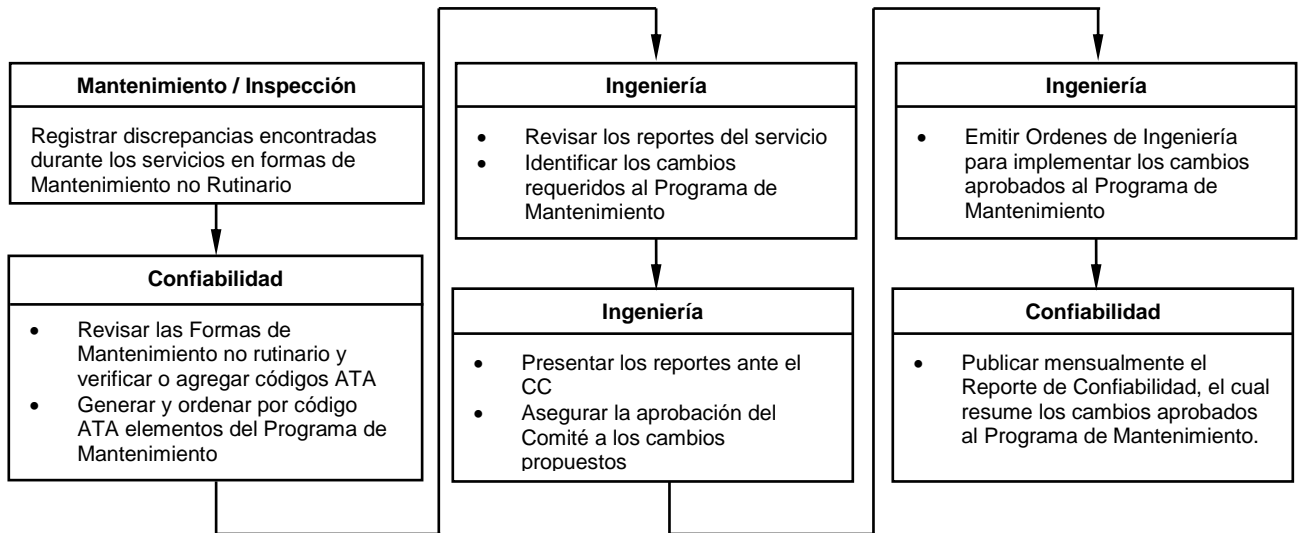 Mantenimiento / Inspección
Registrar discrepancias encontradas
durante los servicios en formas de
Mantenimiento no Rutinario
Confiabilidad
• Revisar las Formas de
Mantenimiento no rutinario y
verificar o agregar códigos ATA
• Generar y ordenar por código
ATA elementos del Programa de
Mantenimiento
Ingeniería
• Revisar los reportes del servicio
• Identificar los cambios
requeridos al Programa de
Mantenimiento
Ingeniería
• Presentar los reportes ante el
CC
• Asegurar la aprobación del
Comité a los cambios
propuestos
Ingeniería
• Emitir Ordenes de Ingeniería
para implementar los cambios
aprobados al Programa de
Mantenimiento
Confiabilidad
• Publicar mensualmente el
Reporte de Confiabilidad, el cual
resume los cambios aprobados
al Programa de Mantenimiento.